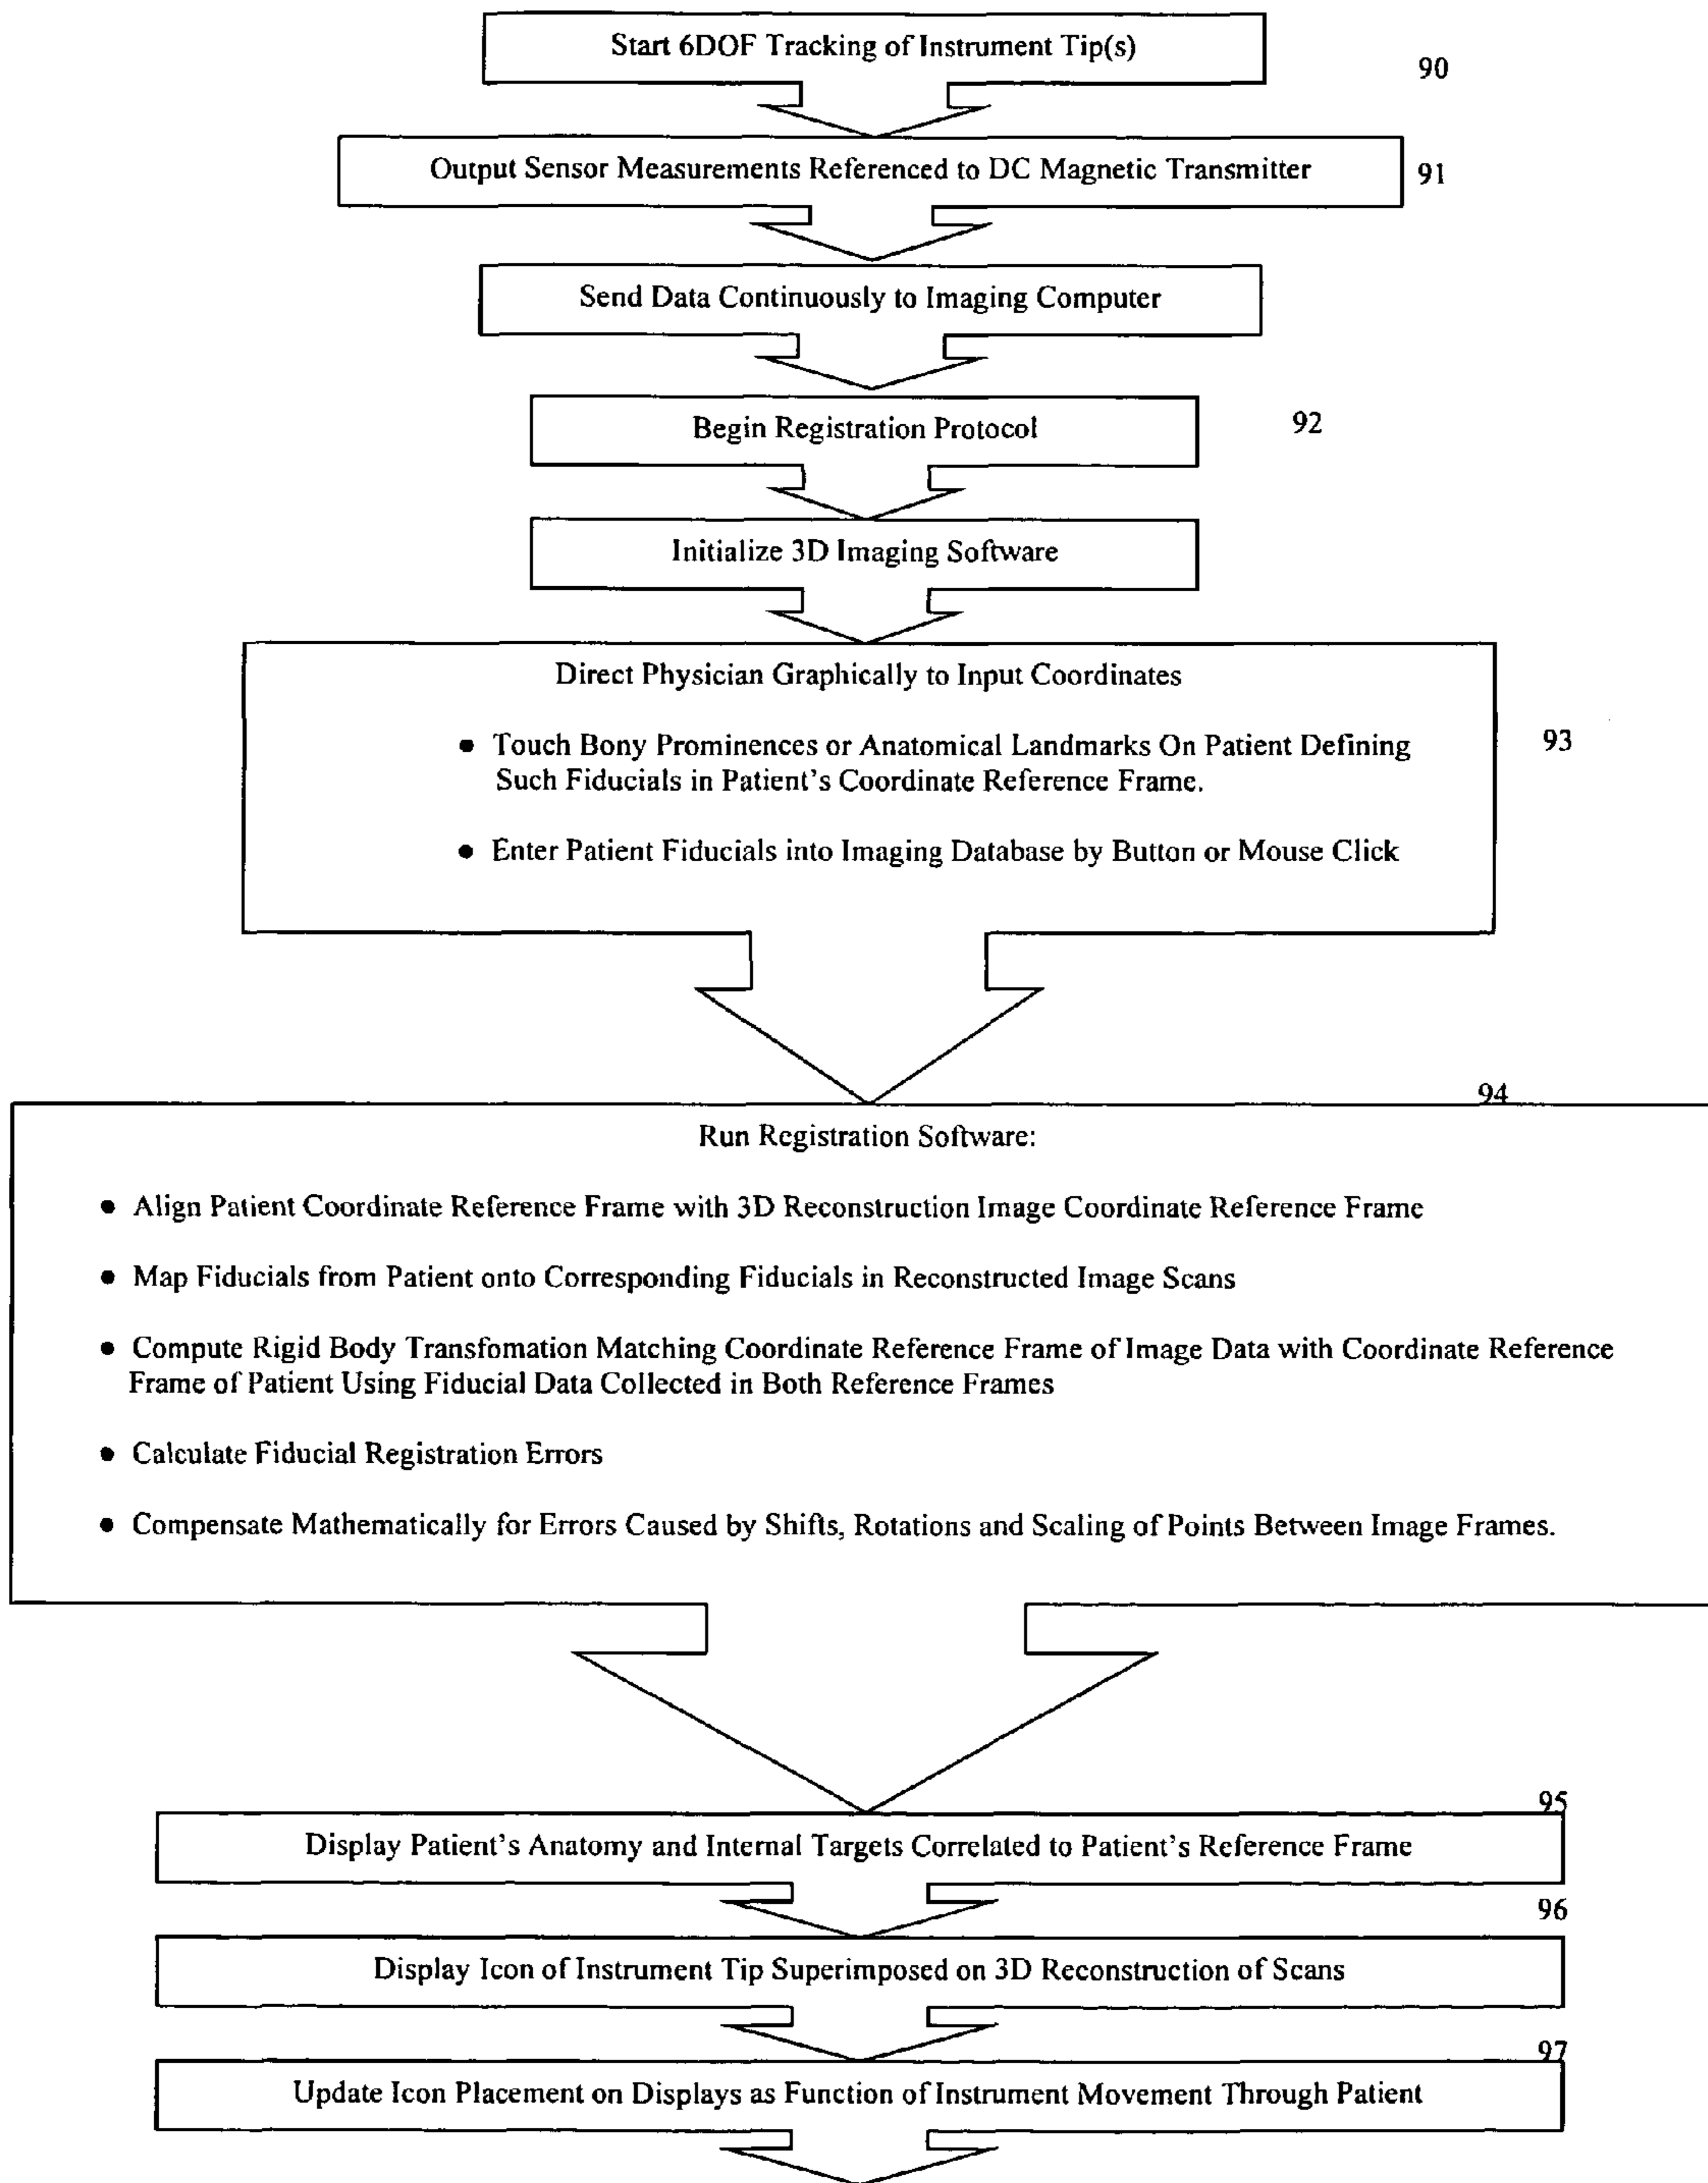 Start 6DOF Tracking of Instrument Tip(s)
90
Output Sensor Measurements Referenced to DC Magnetic Transmitter
91
Send Data Continuously to Imaging Computer
Begin Registration Protocol
92
Initialize 3D Imaging Software
Direct Physician Graphically to Input Coordinates
● Touch Bony Prominences or Anatomical Landmarks On Patient Defining
Such Fiducials in Patient's Coordinate Reference Frame.
93
● Enter Patient Fiducials into Imaging Database by Button or Mouse Click
94
Run Registration Software:
● Align Patient Coordinate Reference Frame with 3D Reconstruction Image Coordinate Reference Frame
● Map Fiducials from Patient onto Corresponding Fiducials in Reconstructed Image Scans
● Compute Rigid Body Transfomation Matching Coordinate Reference Frame of Image Data with Coordinate Reference
Frame of Patient Using Fiducial Data Collected in Both Reference Frames
● Calculate Fiducial Registration Errors
● Compensate Mathematically for Errors Caused by Shifts, Rotations and Scaling of Points Between Image Frames.
95
Display Patient's Anatomy and Internal Targets Correlated to Patient's Reference Frame
96
Display Icon of Instrument Tip Superimposed on 3D Reconstruction of Scans
97
Update Icon Placement on Displays as Function of Instrument Movement Through Patient